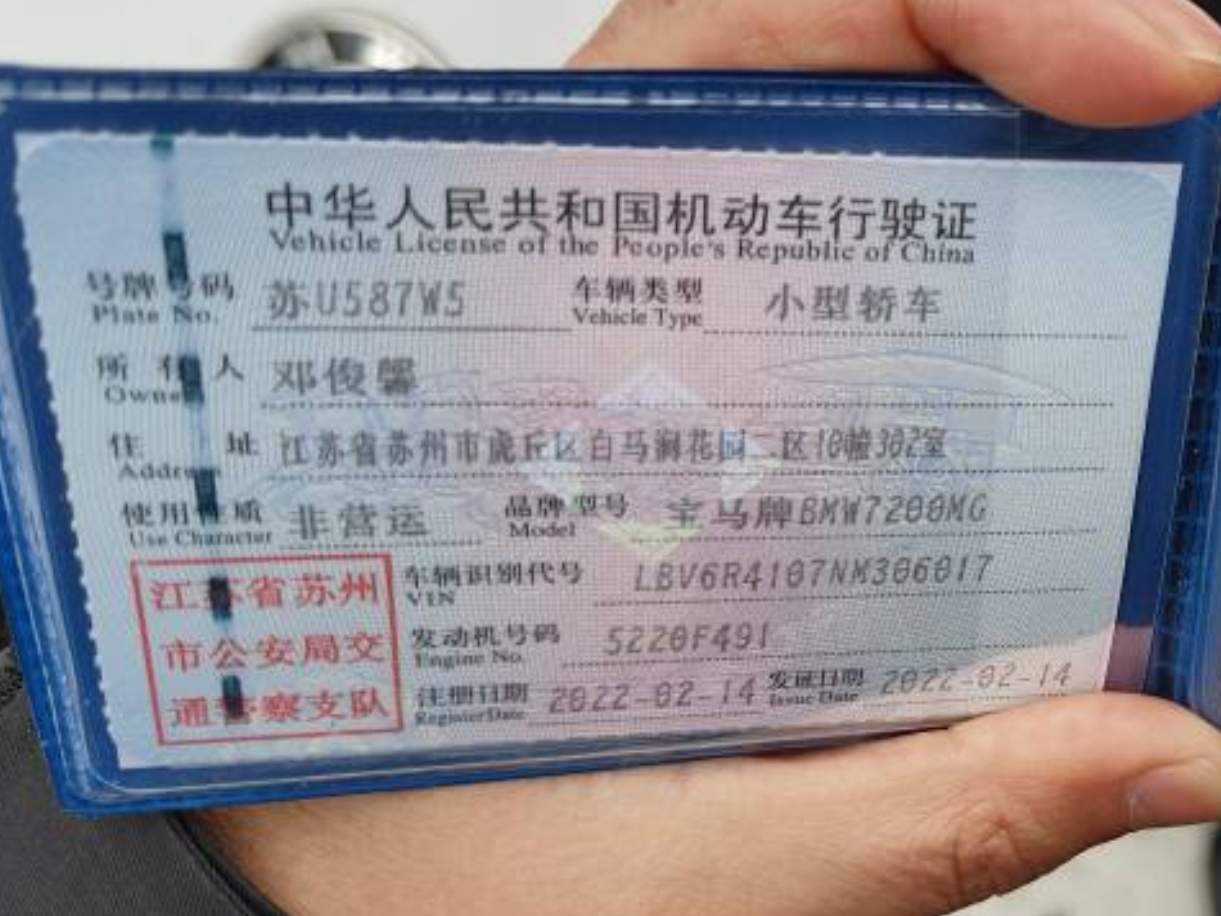 中华人民共和国机动车行驶证
Vehicle License of the People's Republic of China
号牌号码 苏U587W5 车辆类型 小型轿车
Plate No. Vehicle Type
所有人 邓俊馨
Owner
住址 江苏省苏州市虎丘区白马涧花园二区10幢302室
Address
使用性质 非营运 品牌型号 宝马牌BMW7200MG
Use Character Model
江苏省苏州
市公安局交
通警察支队
车辆识别代号 LBV6R4107NM306017
VIN
发动机号码 5220F491
Engine No.
注册日期 2022-02-14 发证日期 2022-02-14
Register Date Issue Date